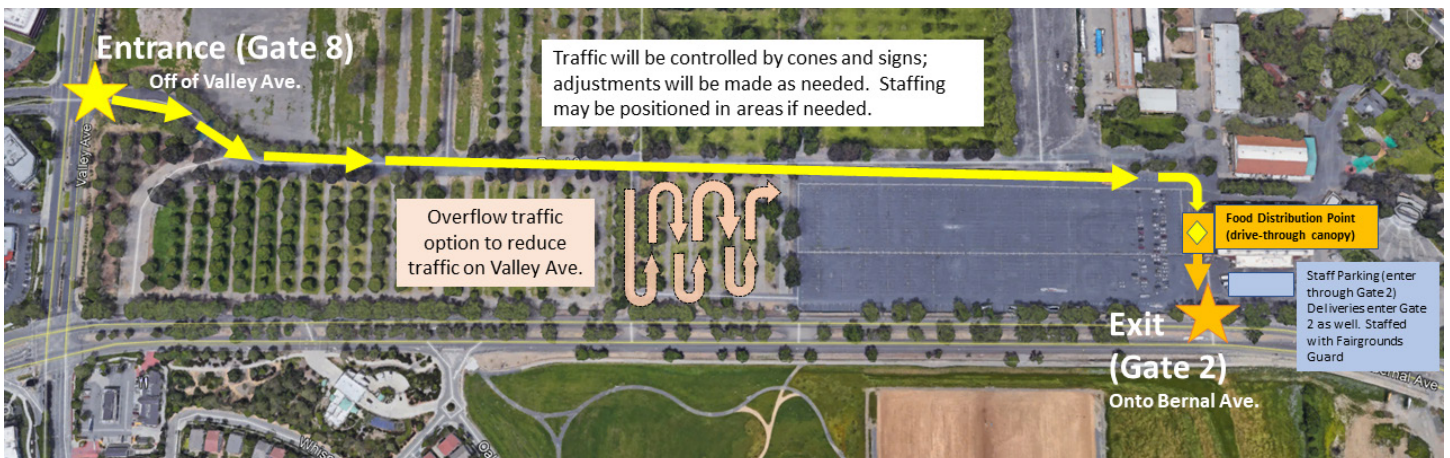 Entrance (Gate 8)
Off of Valley Ave.
Traffic will be controlled by cones and signs;
adjustments will be made as needed.  Staffing
may be positioned in areas if needed.
Valley Ave
Overflow traffic
option to reduce
traffic on Valley Ave.
Food Distribution Point
(drive-through canopy)
Staff Parking (enter
through Gate 2)
Deliveries enter Gate
2 as well.  Staffed
with Fairgrounds
Guard
Exit
(Gate 2)
Onto Bernal Ave.
Bernal Ave